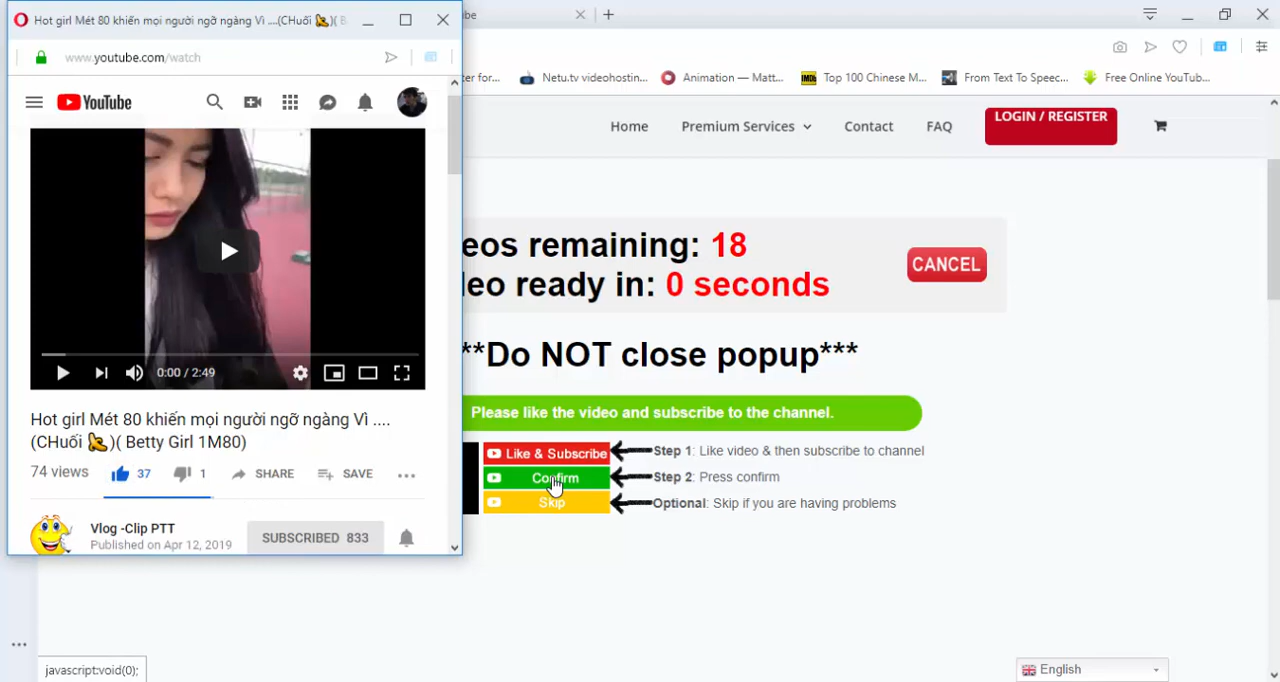 Hot girl Mét 80 khiến mọi người ngỡ ngàng Vì ....(CHuối 💁)( B
be
www.youtube.com/watch
ter for...
Netu.tv videohostin...
Animation — Matt...
IMDb
Top 100 Chinese M...
From Text To Speec...
Free Online YouTub...
YouTube
Home
Premium Services
Contact
FAQ
LOGIN / REGISTER
eos remaining: 18
CANCEL
leo ready in: 0 seconds
**Do NOT close popup***
0:00 / 2:49
Please like the video and subscribe to the channel.
Hot girl Mét 80 khiến mọi người ngỡ ngàng Vì ....
(CHuối 💁)( Betty Girl 1M80)
Like & Subscribe
Step 1: Like video & then subscribe to channel
74 views
37
1
SHARE
SAVE
Confirm
Step 2: Press confirm
Skip
Optional: Skip if you are having problems
Vlog -Clip PTT
Published on Apr 12, 2019
SUBSCRIBED 833
javascript:void(0);
English